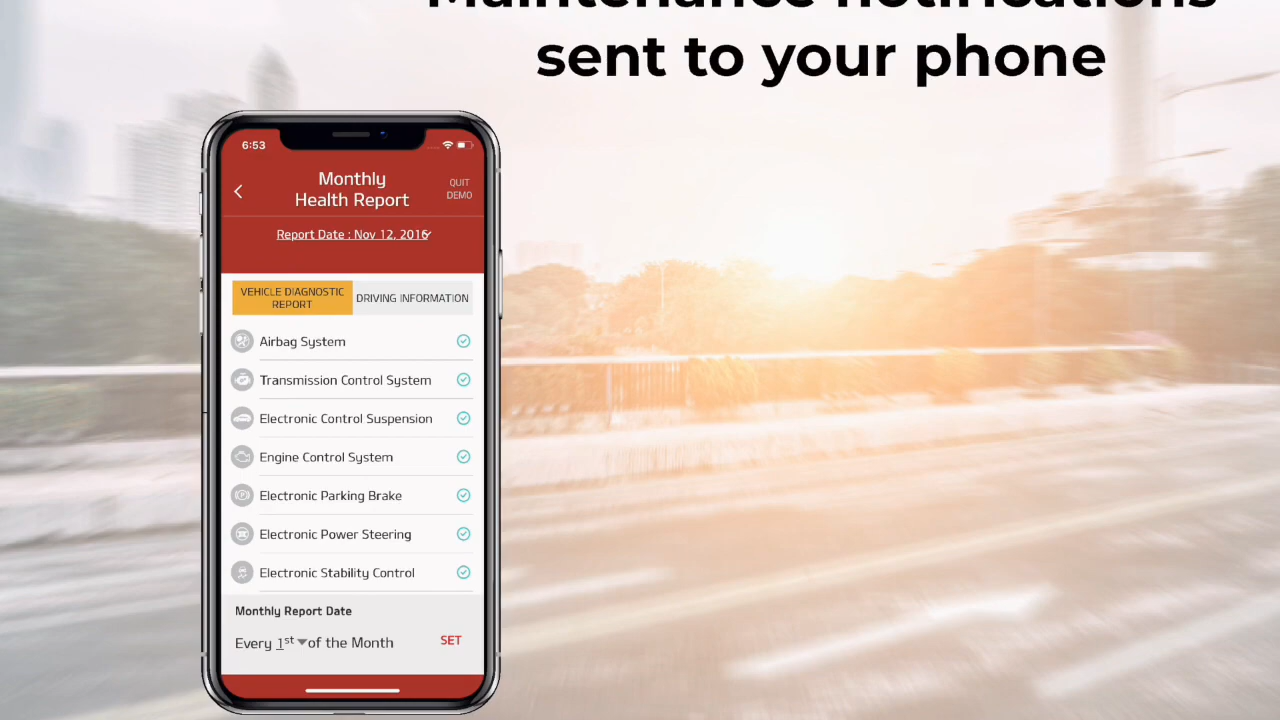 Maintenance notifications
sent to your phone
6:53
Monthly
Health Report
QUIT
DEMO
Report Date : Nov 12, 2016
VEHICLE DIAGNOSTIC
REPORT
DRIVING INFORMATION
Airbag System
Transmission Control System
Electronic Control Suspension
Engine Control System
Electronic Parking Brake
Electronic Power Steering
Electronic Stability Control
Monthly Report Date
Every 1st of the Month
SET